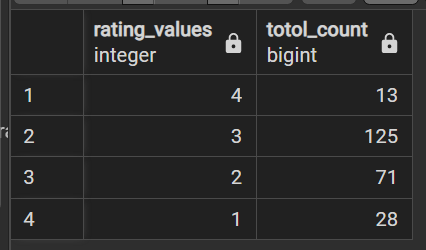 rating_values totol_count
integer bigint
1 4 13
2 3 125
3 2 71
4 1 28